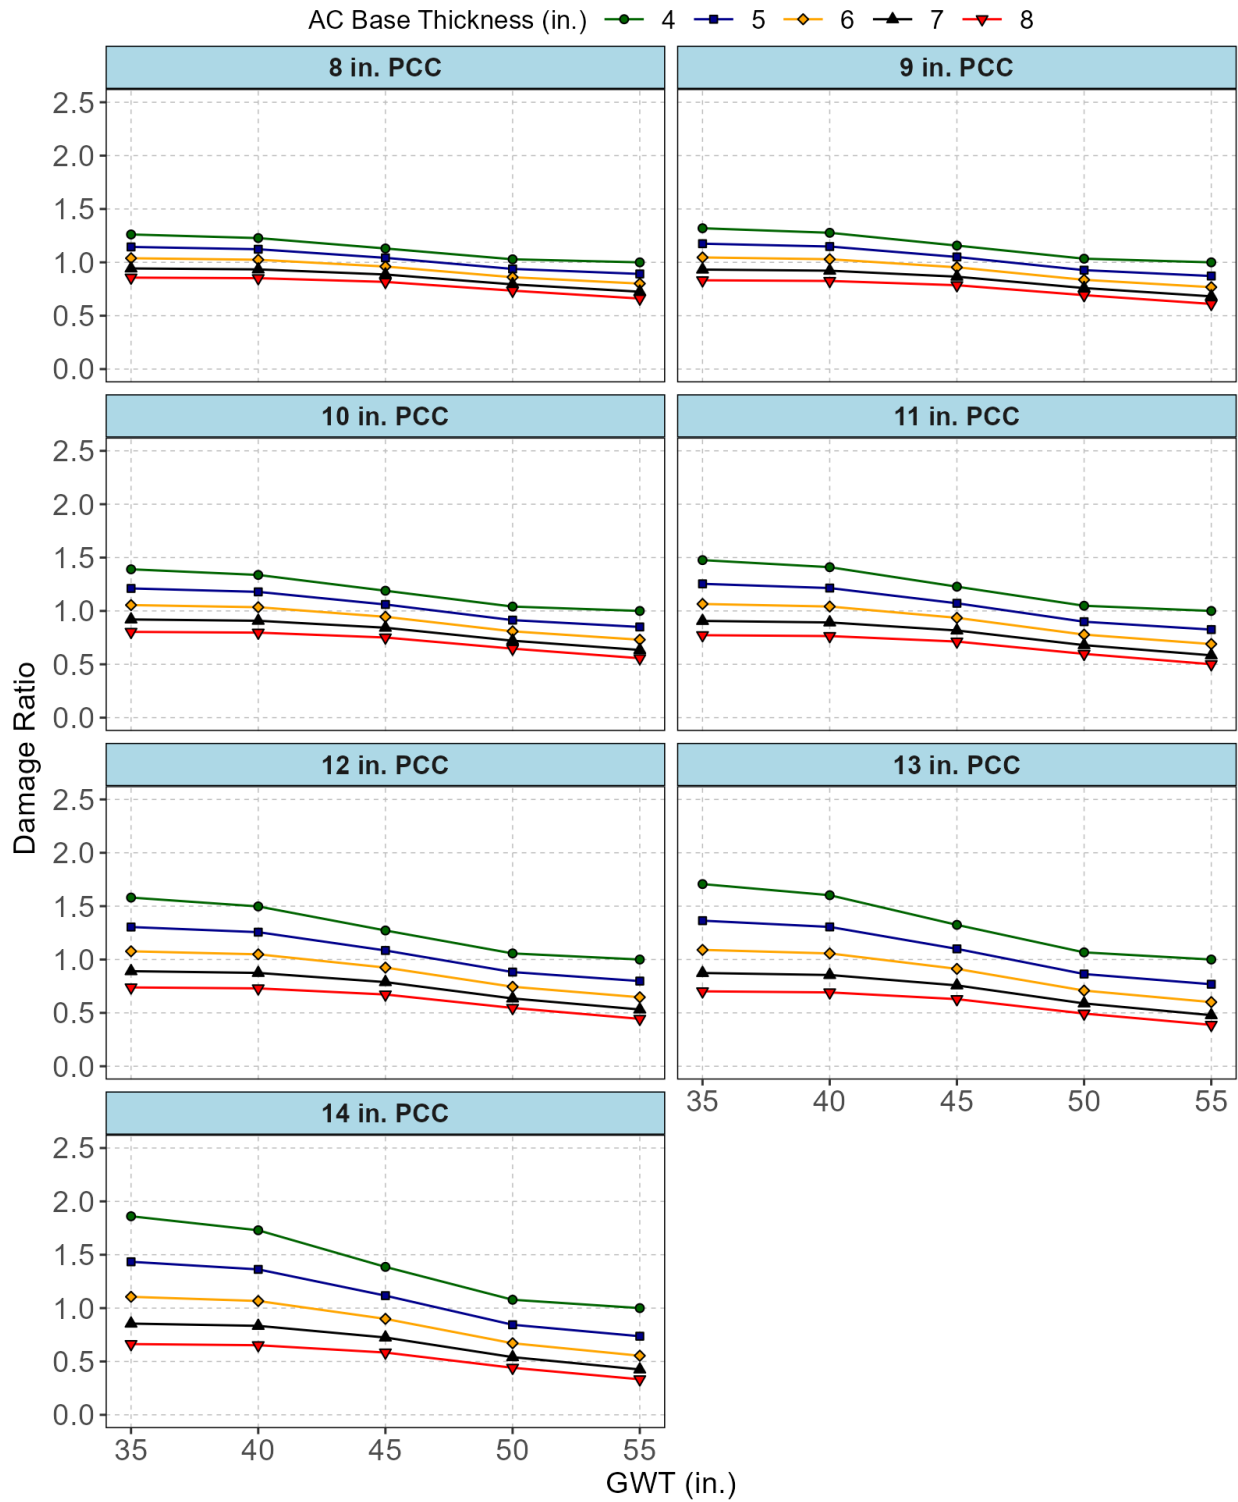 AC Base Thickness (in.) 4 5 6 7 8
8 in. PCC
9 in. PCC
2.5
2.0
1.5
1.0
0.5
0.0
10 in. PCC
11 in. PCC
2.5
2.0
1.5
1.0
0.5
0.0
Damage Ratio
12 in. PCC
13 in. PCC
2.5
2.0
1.5
1.0
0.5
0.0
35 40 45 50 55
14 in. PCC
2.5
2.0
1.5
1.0
0.5
0.0
35 40 45 50 55
GWT (in.)